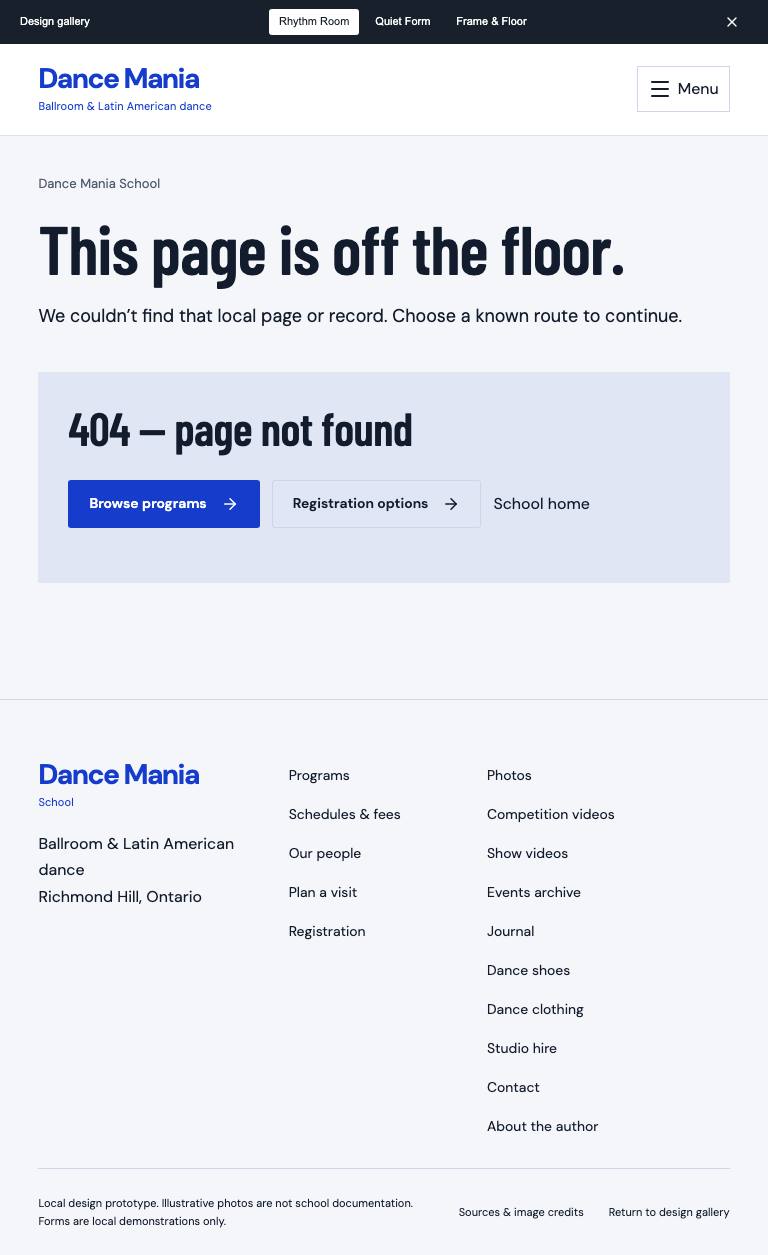 Design gallery
Rhythm Room
Quiet Form
Frame & Floor
Dance Mania
Ballroom & Latin American dance
Menu
Dance Mania School
This page is off the floor.
We couldn’t find that local page or record. Choose a known route to continue.
404 — page not found
Browse programs
Registration options
School home
Dance Mania
School
Ballroom & Latin American
dance
Richmond Hill, Ontario
Programs
Schedules & fees
Our people
Plan a visit
Registration
Photos
Competition videos
Show videos
Events archive
Journal
Dance shoes
Dance clothing
Studio hire
Contact
About the author
Local design prototype. Illustrative photos are not school documentation.
Forms are local demonstrations only.
Sources & image credits
Return to design gallery